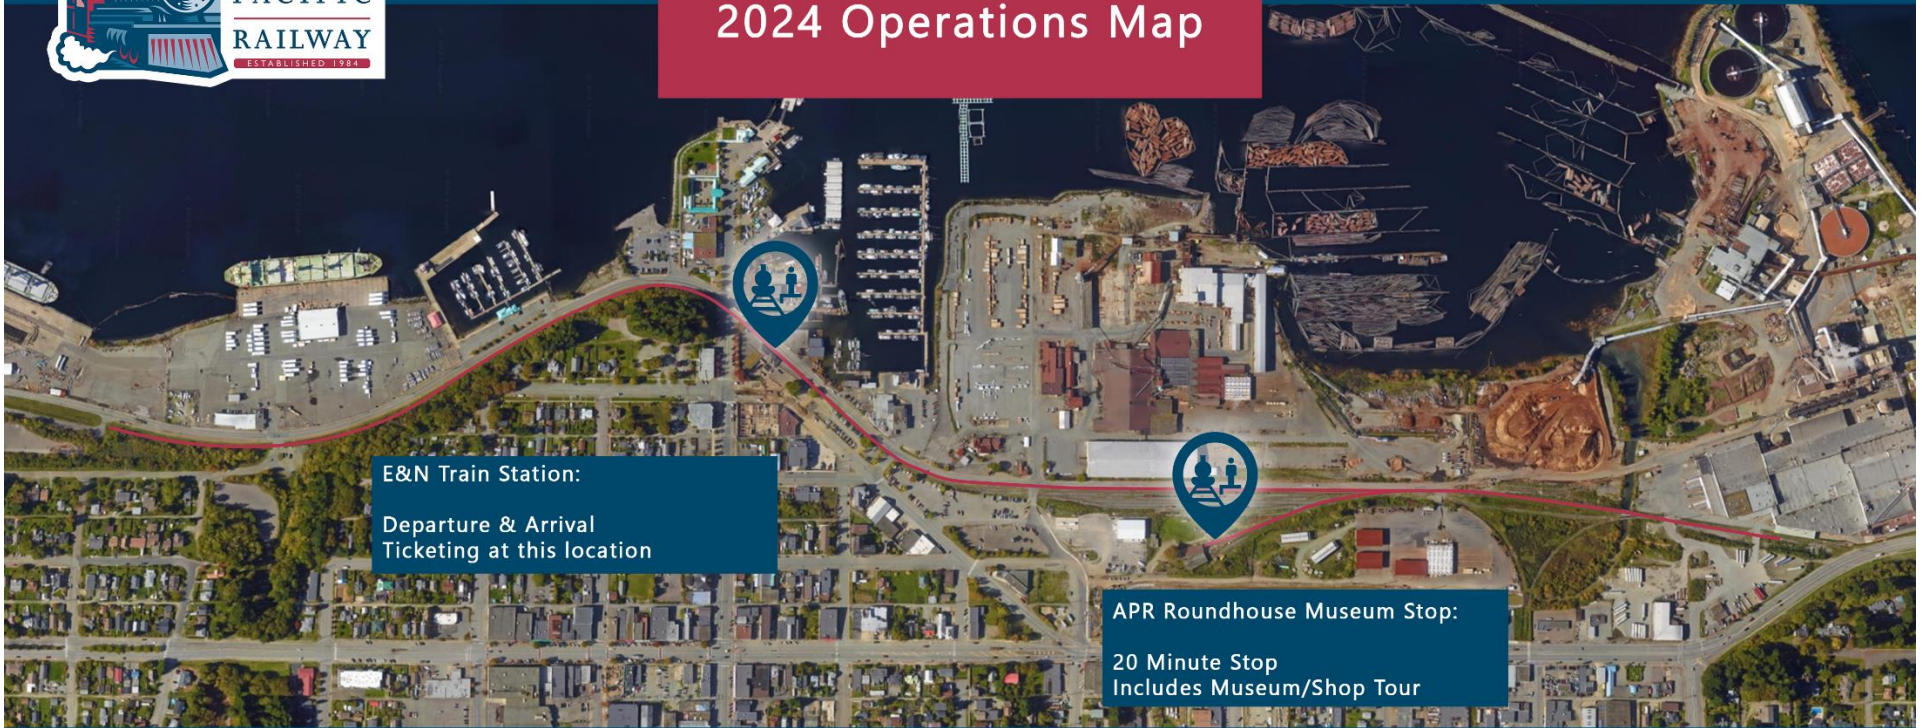 RAILWAY
ESTABLISHED 1984
2024 Operations Map
E&N Train Station:
Departure & Arrival
Ticketing at this location
APR Roundhouse Museum Stop:
20 Minute Stop
Includes Museum/Shop Tour